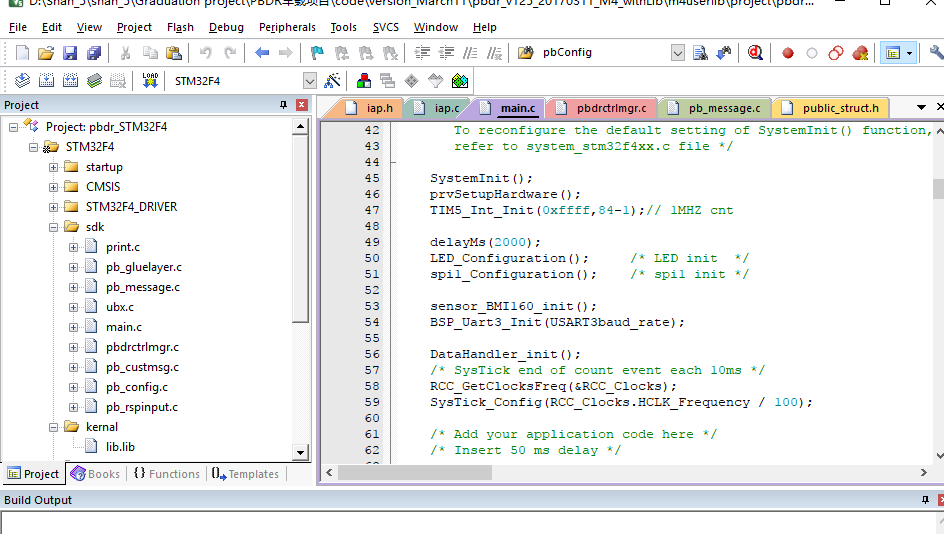 D:\Shan_5\shan_5\Graduation project\PBDR车载项目\code\version_March11\pbdr_v125_20170511_M4_withLib\m4userlib\project\pbdr...
File Edit View Project Flash Debug Peripherals Tools SVCS Window Help
pbConfig
LOAD STM32F4
Project
Project: pbdr_STM32F4
STM32F4
startup
CMSIS
STM32F4_DRIVER
sdk
print.c
pb_gluelayer.c
pb_message.c
ubx.c
main.c
pbdrctrlmgr.c
pb_custmsg.c
pb_config.c
pb_rspinput.c
kernal
lib.lib
Project Books {} Functions Templates
iap.h iap.c main.c pbdrctrlmgr.c pb_message.c public_struct.h
42 To reconfigure the default setting of SystemInit() function,
43 refer to system_stm32f4xx.c file */
44
45 SystemInit();
46 prvSetupHardware();
47 TIM5_Int_Init(0xffff,84-1);// 1MHZ cnt
48
49 delayMs(2000);
50 LED_Configuration(); /* LED init */
51 spi1_Configuration(); /* spi1 init */
52
53 sensor_BMI160_init();
54 BSP_Uart3_Init(USART3baud_rate);
55
56 DataHandler_init();
57 /* SysTick end of count event each 10ms */
58 RCC_GetClocksFreq(&RCC_Clocks);
59 SysTick_Config(RCC_Clocks.HCLK_Frequency / 100);
60
61 /* Add your application code here */
62 /* Insert 50 ms delay */
Build Output